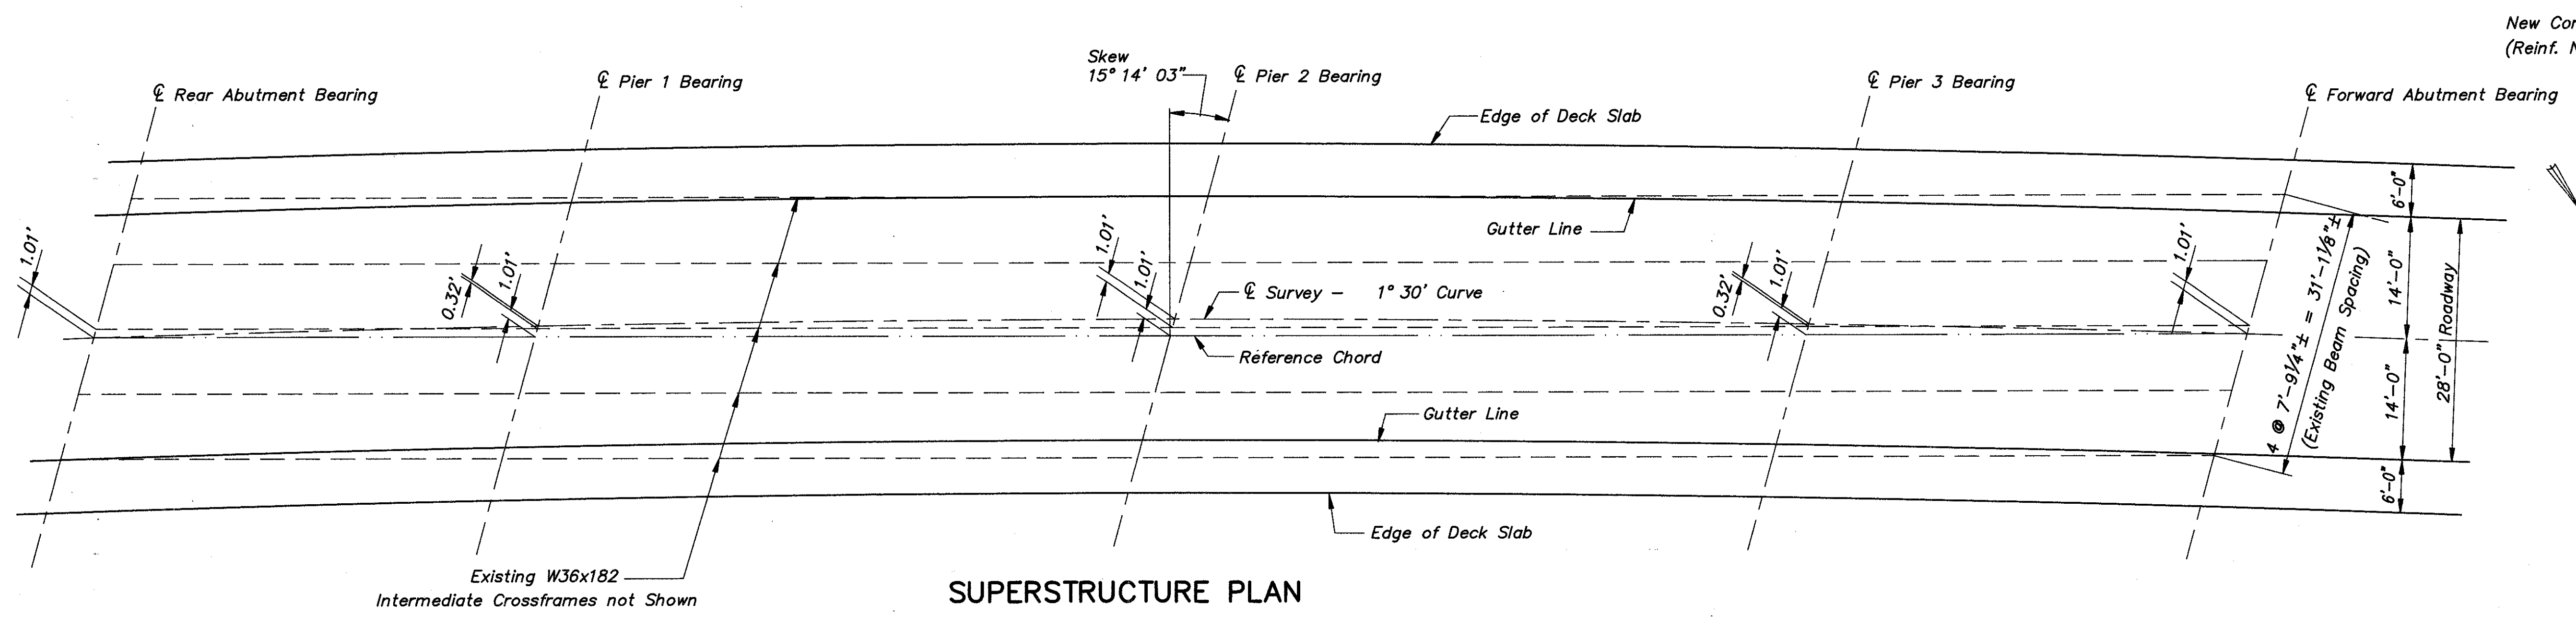 New Cor
(Reinf. N
Skew
15° 14' 03"
℄ Rear Abutment Bearing
℄ Pier 1 Bearing
℄ Pier 2 Bearing
℄ Pier 3 Bearing
℄ Forward Abutment Bearing
Edge of Deck Slab
6'-0"
Gutter Line
1.01'
0.32'
1.01'
1.01'
1.01'
0.32'
1.01'
1.01'
℄ Survey - 1° 30' Curve
Reference Chord
4 @ 7'-9 1/4"± = 31'-1 1/8"±
(Existing Beam Spacing)
14'-0"
14'-0"
28'-0" Roadway
Gutter Line
6'-0"
Edge of Deck Slab
Existing W36x182
Intermediate Crossframes not Shown
SUPERSTRUCTURE PLAN